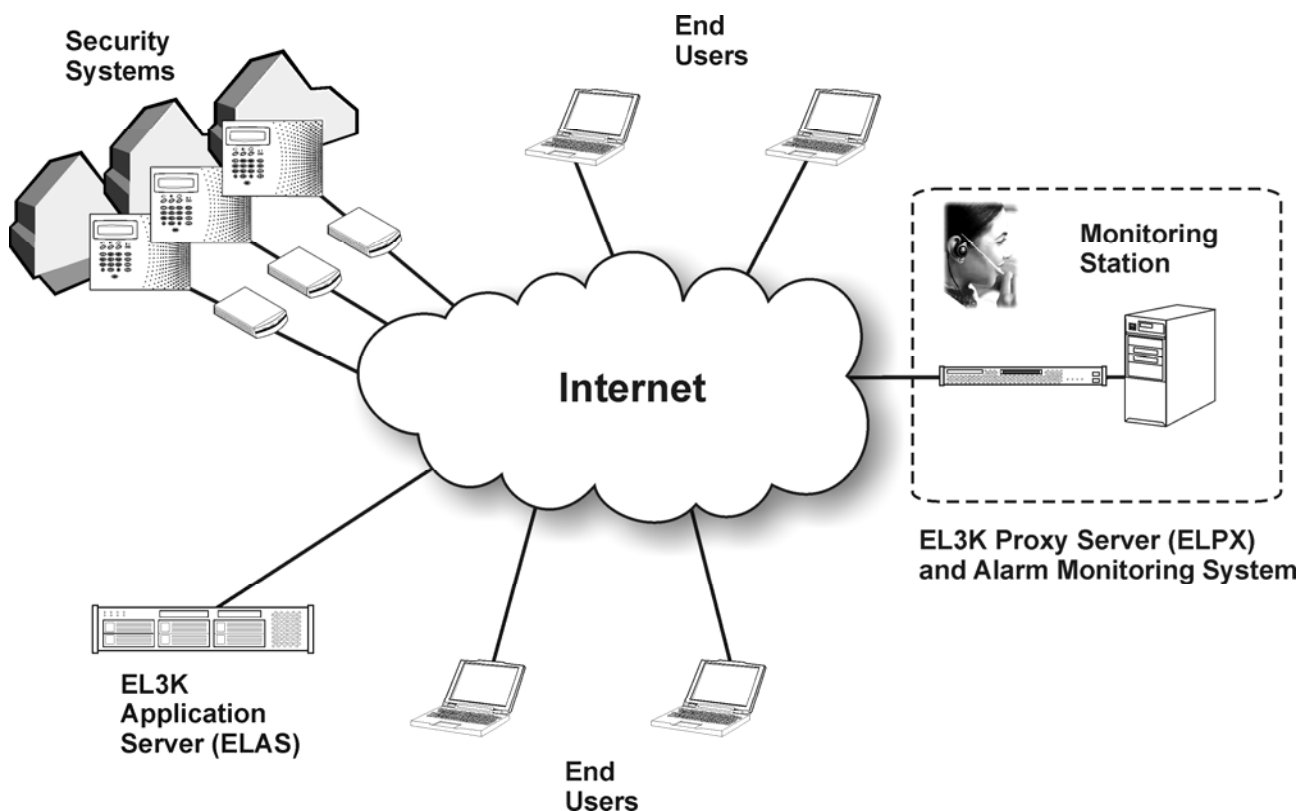 Security
Systems
End
Users
Monitoring
Station
Internet
EL3K Proxy Server (ELPX)
and Alarm Monitoring System
EL3K
Application
Server (ELAS)
End
Users